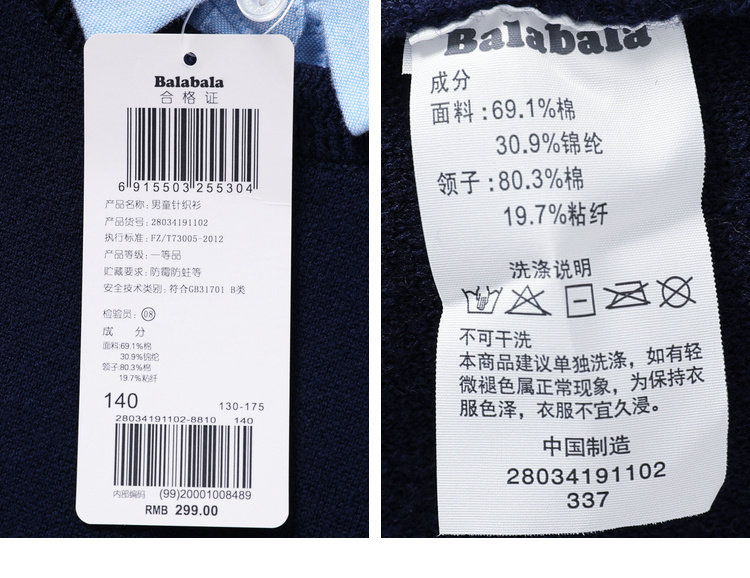 Balabala
合格证
6 915503 255304
产品名称: 男童针织衫
产品货号: 28034191102
执行标准: FZ/T73005-2012
产品等级: 一等品
贮藏要求: 防霉防蛀等
安全技术类别: 符合GB31701 B类
检验员: 08
成 分
面料:69.1%棉
30.9%锦纶
领子:80.3%棉
19.7%粘纤
140 130-175
28034191102-8810 140
内部编码 (99)20001008489
RMB 299.00
Balabala
成分
面料:69.1%棉
30.9%锦纶
领子:80.3%棉
19.7%粘纤
洗涤说明
不可干洗
本商品建议单独洗涤，如有轻
微褪色属正常现象，为保持衣
服色泽，衣服不宜久浸。
中国制造
28034191102
337